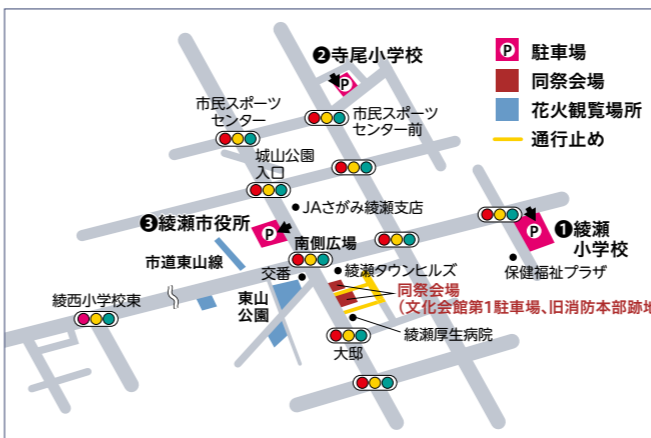 ❷寺尾小学校
P
P 駐車場
同祭会場
花火観覧場所
通行止め
市民スポーツ
センター
市民スポーツ
センター前
城山公園
入口
JAさがみ綾瀬支店
❸綾瀬市役所
P
南側広場
P
❶綾瀬
小学校
保健福祉プラザ
市道東山線
交番
綾瀬タウンヒルズ
綾西小学校東
東山
公園
同祭会場
(文化会館第1駐車場、旧消防本部跡地
綾瀬厚生病院
大邸